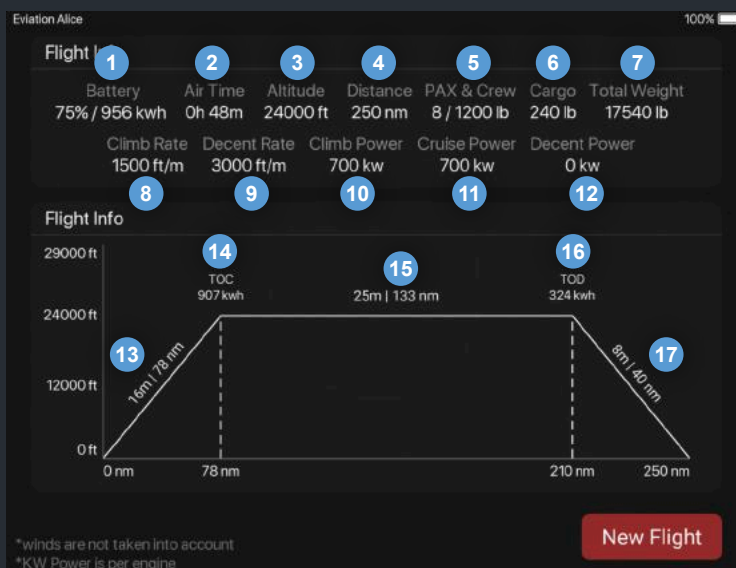 Eviation Alice 100%
Flight
1 2 3 4 5 6 7
Battery Air Time Altitude Distance PAX & Crew Cargo Total Weight
75% / 956 kwh 0h 48m 24000 ft 250 nm 8 / 1200 lb 240 lb 17540 lb
Climb Rate Decent Rate Climb Power Cruise Power Decent Power
1500 ft/m 3000 ft/m 700 kw 700 kw 0 kw
8 9 10 11 12
Flight Info
29000 ft
14 15 16
TOC TOD
907 kwh 25m | 133 nm 324 kwh
24000 ft
13 16m | 78 nm 8m | 40 nm 17
12000 ft
0 ft
0 nm 78 nm 210 nm 250 nm
New Flight
*winds are not taken into account
*KW Power is per engine